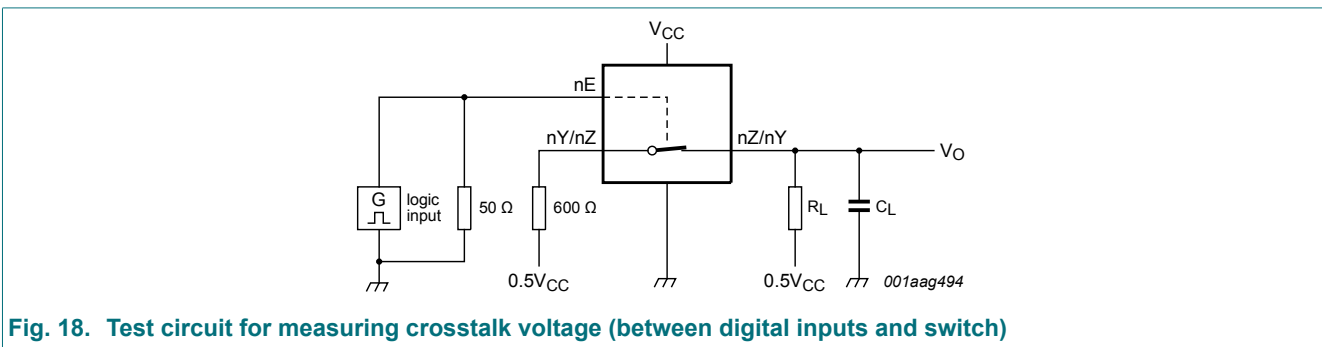 VCC
nE
nY/nZ
nZ/nY
VO
G
logic
input
50 Ω
600 Ω
RL
CL
0.5VCC
0.5VCC
001aag494
Fig. 18. Test circuit for measuring crosstalk voltage (between digital inputs and switch)